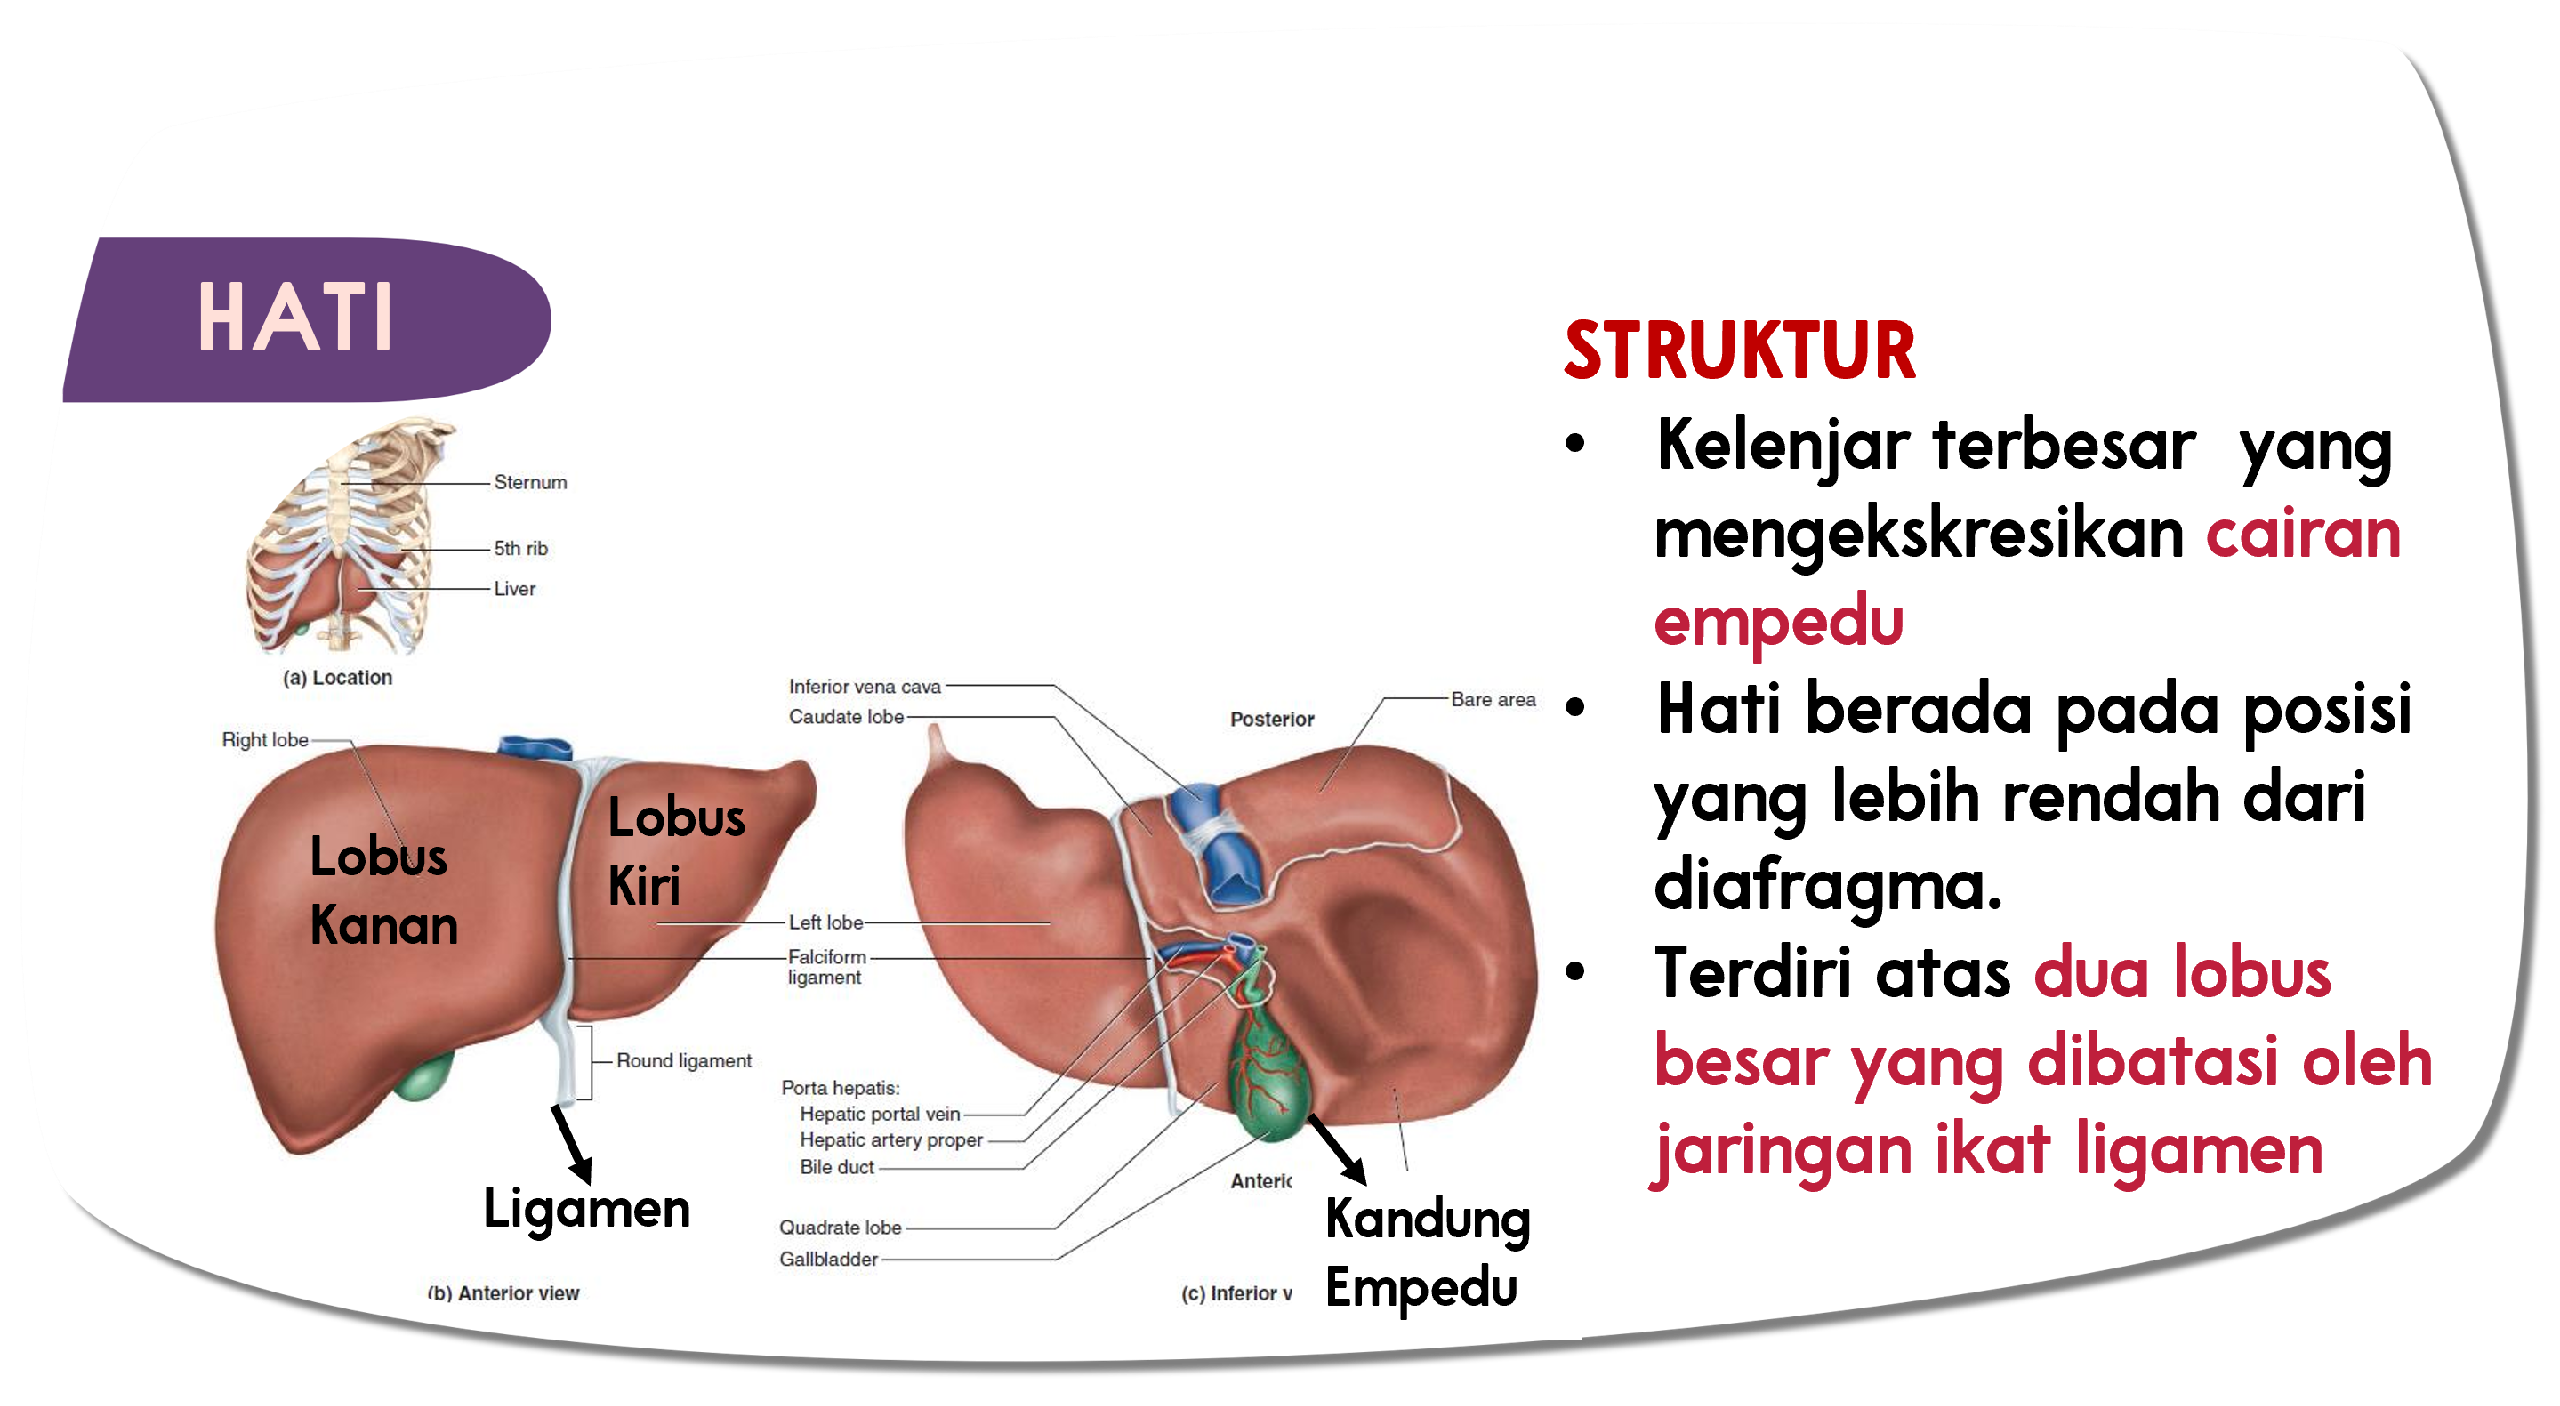 HATI
Sternum
5th rib
Liver
(a) Location
Right lobe
Lobus
Kanan
Lobus
Kiri
Round ligament
Ligamen
(b) Anterior view
Inferior vena cava
Caudate lobe
Posterior
Bare area
Left lobe
Falciform
ligament
Porta hepatis:
Hepatic portal vein
Hepatic artery proper
Bile duct
Quadrate lobe
Gallbladder
Kandung
Empedu
(c) Inferior v
STRUKTUR
• Kelenjar terbesar yang
mengekskresikan cairan
empedu
• Hati berada pada posisi
yang lebih rendah dari
diafragma.
• Terdiri atas dua lobus
besar yang dibatasi oleh
jaringan ikat ligamen